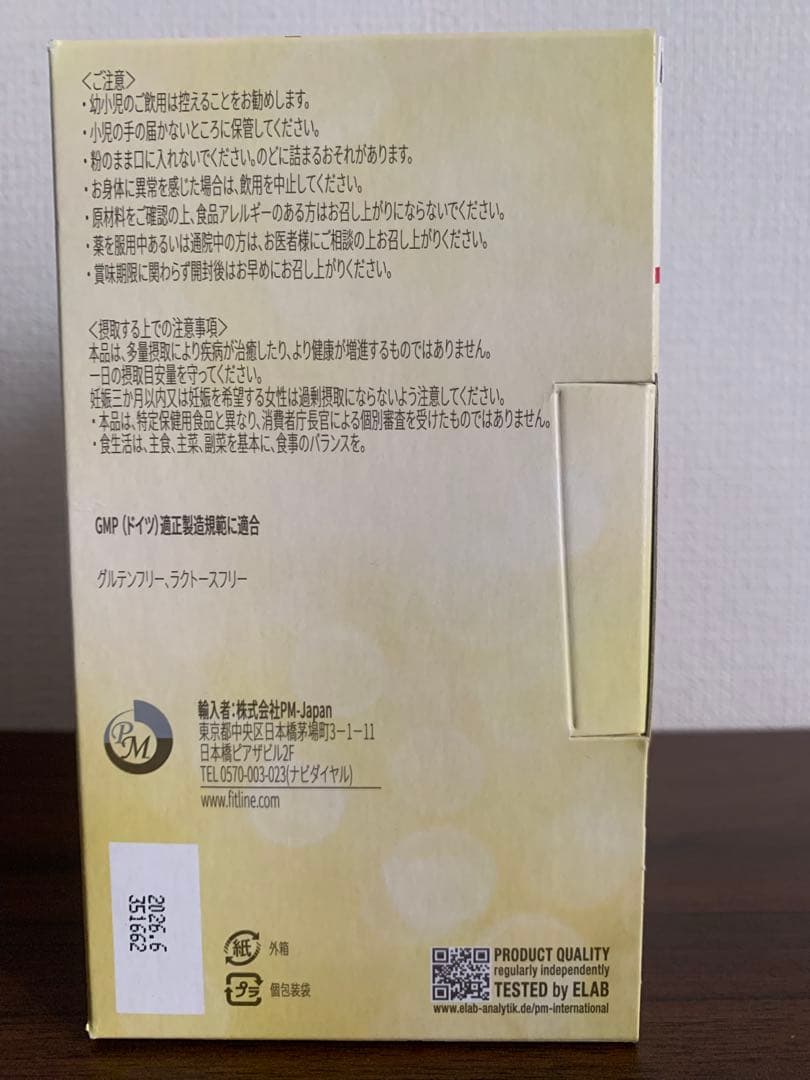 〈ご注意〉
・幼小児のご飲用は控えることをお勧めします。
・小児の手の届かないところに保管してください。
・粉のまま口に入れないでください。のどに詰まるおそれがあります。
・お身体に異常を感じた場合は、飲用を中止してください。
・原材料をご確認の上、食品アレルギーのある方はお召し上がりにならないでください。
・薬を服用中あるいは通院中の方は、お医者様にご相談の上お召し上がりください。
・賞味期限に関わらず開封後はお早めにお召し上がりください。
〈摂取する上での注意事項〉
本品は、多量摂取により疾病が治癒したり、より健康が増進するものではありません。
一日の摂取目安量を守ってください。
妊娠三か月以内又は妊娠を希望する女性は過剰摂取にならないよう注意してください。
・本品は、特定保健用食品と異なり、消費者庁長官による個別審査を受けたものではありません。
・食生活は、主食、主菜、副菜を基本に、食事のバランスを。
GMP (ドイツ)適正製造規範に適合
グルテンフリー、ラクトースフリー
PM
輸入者:株式会社PM-Japan
東京都中央区日本橋茅場町3-1-11
日本橋ピアザビル2F
TEL 0570-003-023(ナビダイヤル)
www.fitline.com
2026.6
351662
紙 外箱
プラ 個包装袋
PRODUCT QUALITY
regularly independently
TESTED by ELAB
www.elab-analytik.de/pm-international